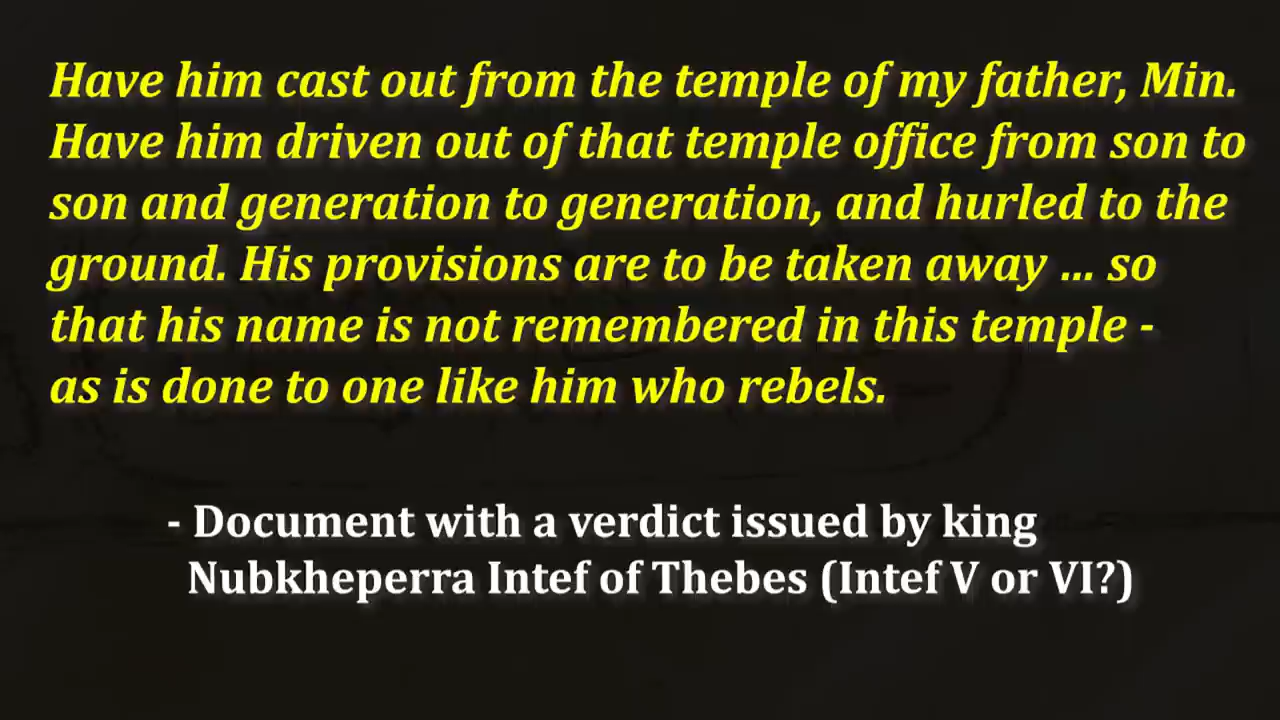 Have him cast out from the temple of my father, Min.
Have him driven out of that temple office from son to
son and generation to generation, and hurled to the
ground. His provisions are to be taken away ... so
that his name is not remembered in this temple -
as is done to one like him who rebels.
- Document with a verdict issued by king
Nubkheperra Intef of Thebes (Intef V or VI?)